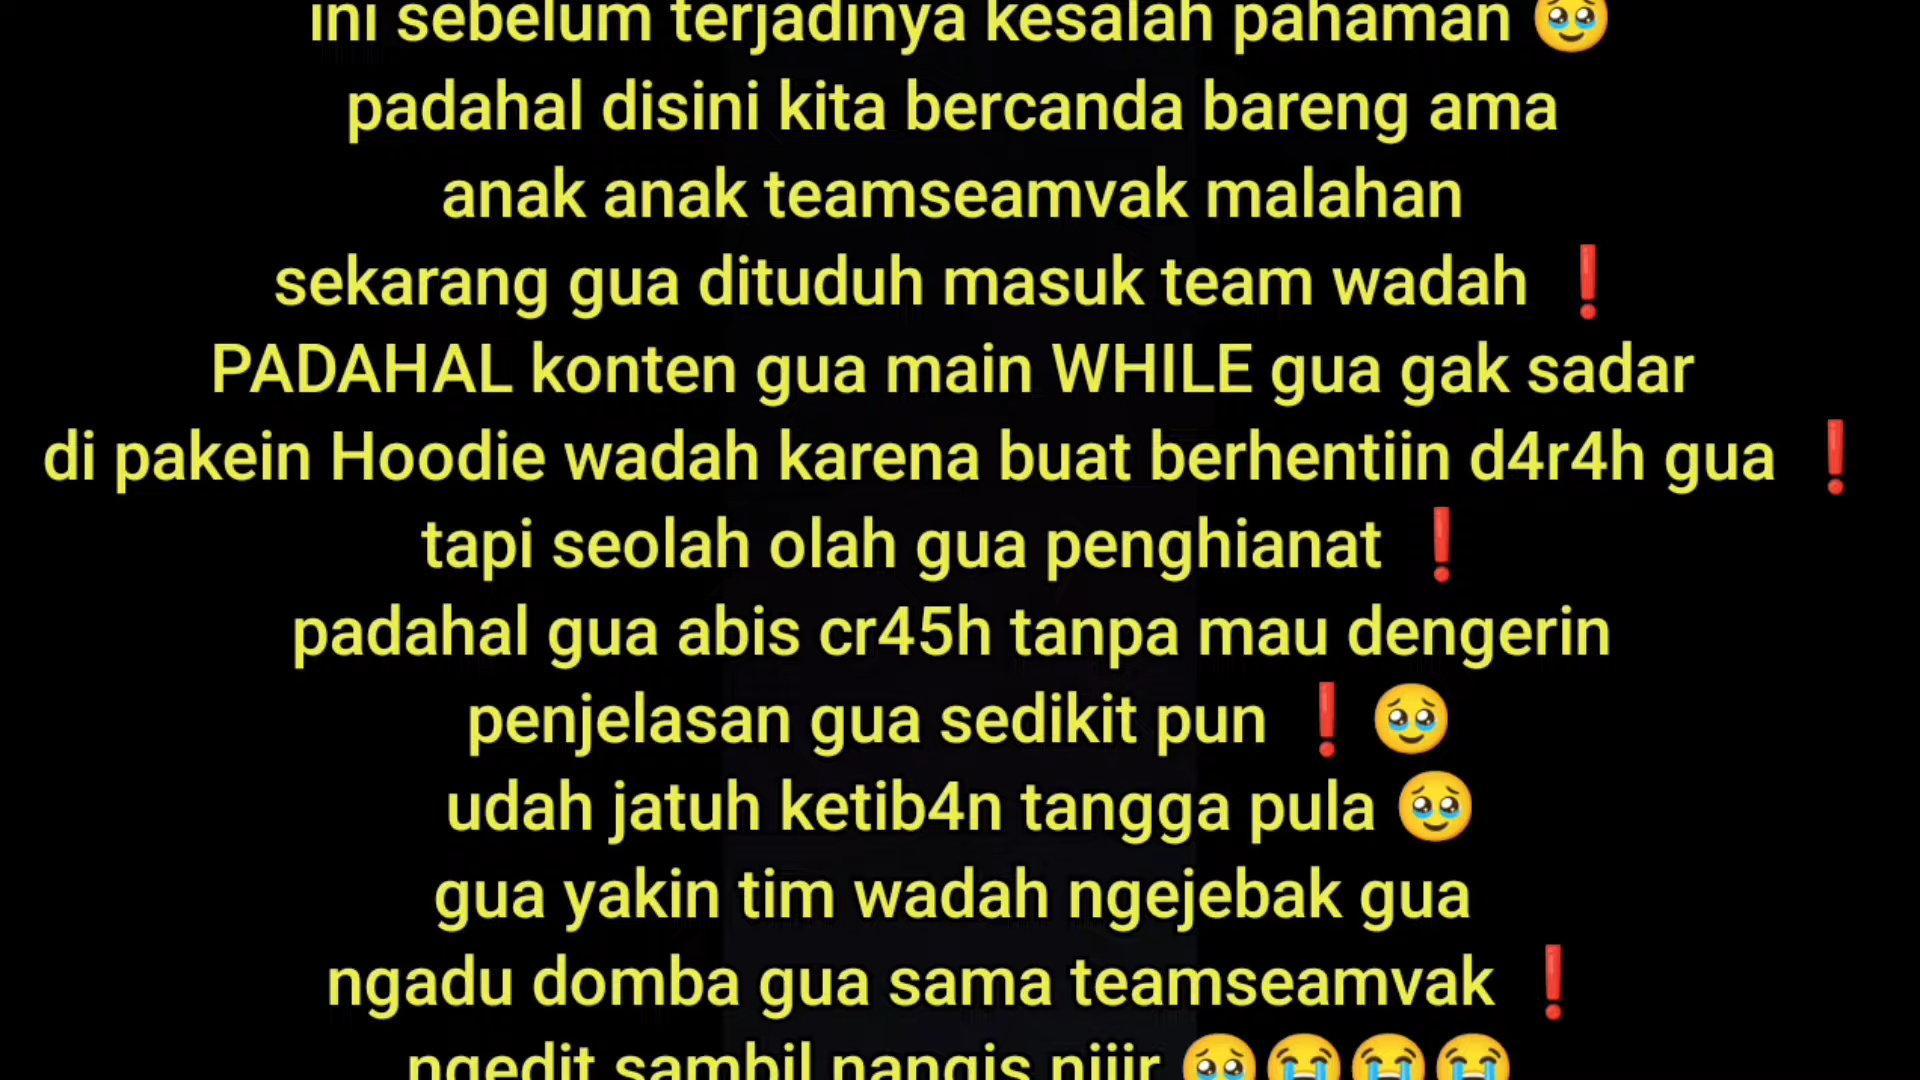 ini sebelum terjadinya kesalah pahaman 🥹
padahal disini kita bercanda bareng ama
anak anak teamseamvak malahan
sekarang gua dituduh masuk team wadah ❗
PADAHAL konten gua main WHILE gua gak sadar
di pakein Hoodie wadah karena buat berhentiin d4r4h gua ❗
tapi seolah olah gua penghianat ❗
padahal gua abis cr45h tanpa mau dengerin
penjelasan gua sedikit pun ❗🥹
udah jatuh ketib4n tangga pula 🥹
gua yakin tim wadah ngejebak gua
ngadu domba gua sama teamseamvak ❗
ngedit sambil nangis njiir 🥹😭😭😭